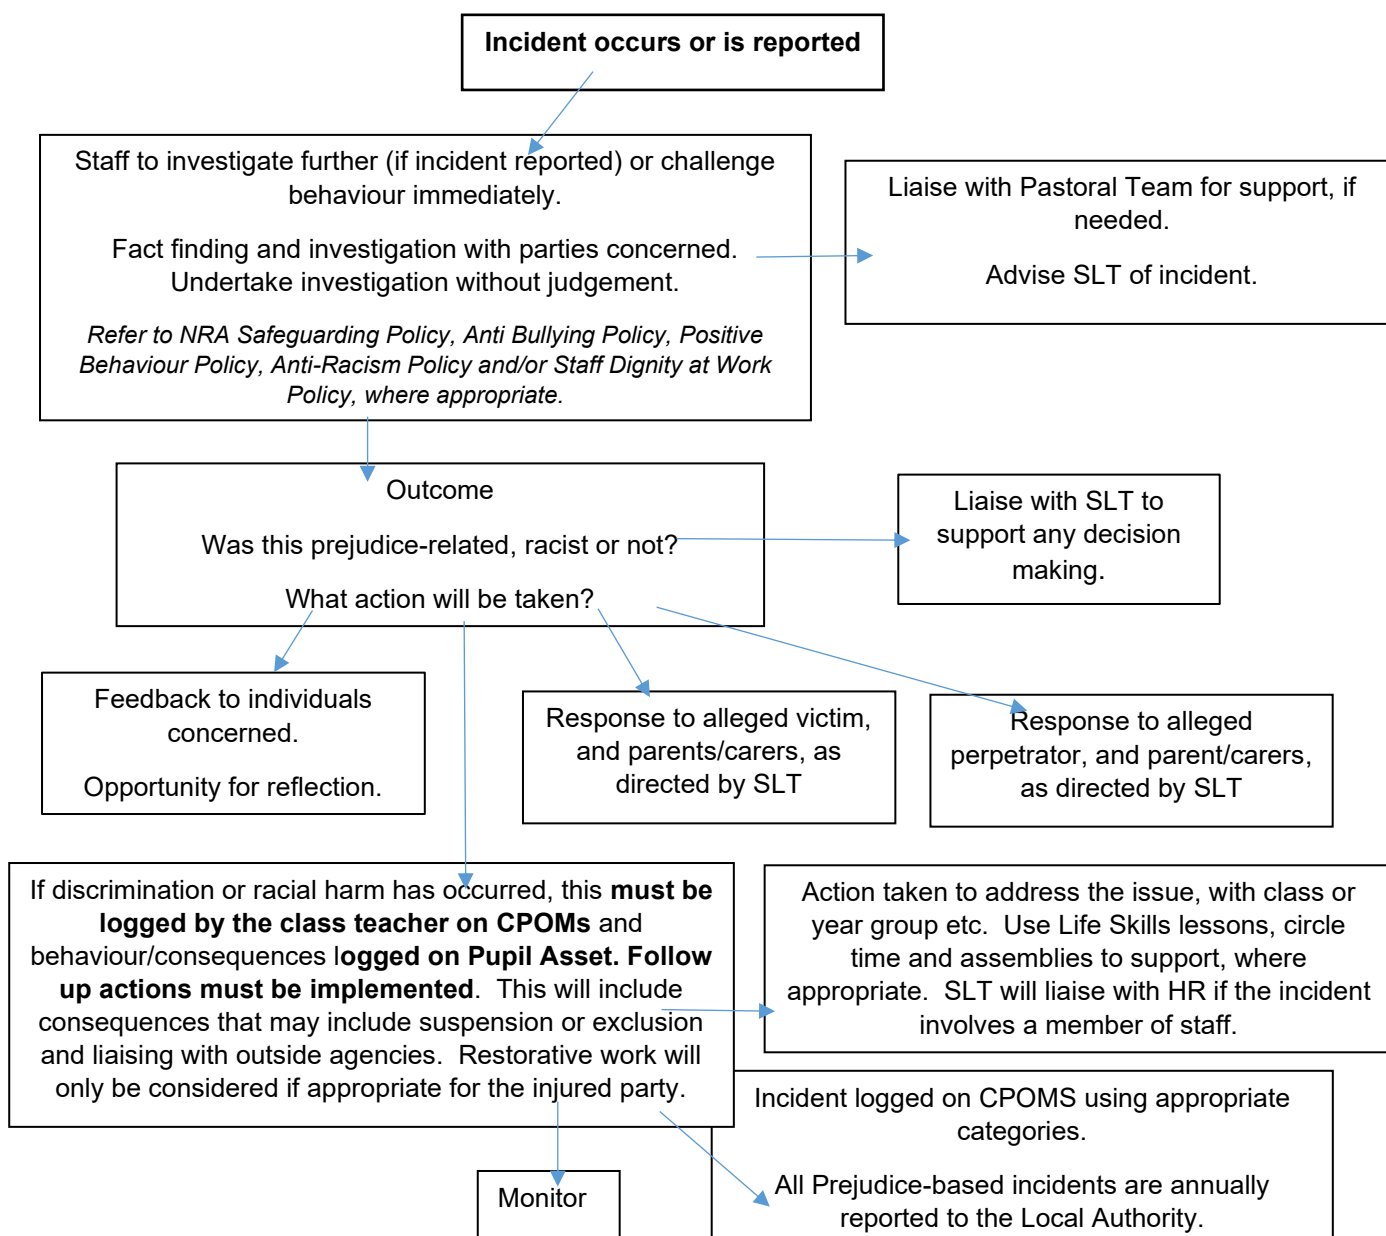 Incident occurs or is reported
Staff to investigate further (if incident reported) or challenge
behaviour immediately.
Fact finding and investigation with parties concerned.
Undertake investigation without judgement.
Refer to NRA Safeguarding Policy, Anti Bullying Policy, Positive
Behaviour Policy, Anti-Racism Policy and/or Staff Dignity at Work
Policy, where appropriate.
Liaise with Pastoral Team for support, if
needed.
Advise SLT of incident.
Outcome
Was this prejudice-related, racist or not?
What action will be taken?
Liaise with SLT to
support any decision
making.
Feedback to individuals
concerned.
Opportunity for reflection.
Response to alleged victim,
and parents/carers, as
directed by SLT
Response to alleged
perpetrator, and parent/carers,
as directed by SLT
If discrimination or racial harm has occurred, this must be
logged by the class teacher on CPOMs and
behaviour/consequences logged on Pupil Asset. Follow
up actions must be implemented.  This will include
consequences that may include suspension or exclusion
and liaising with outside agencies.  Restorative work will
only be considered if appropriate for the injured party.
Action taken to address the issue, with class or
year group etc.  Use Life Skills lessons, circle
time and assemblies to support, where
appropriate.  SLT will liaise with HR if the incident
involves a member of staff.
Incident logged on CPOMS using appropriate
categories.
All Prejudice-based incidents are annually
reported to the Local Authority.
Monitor